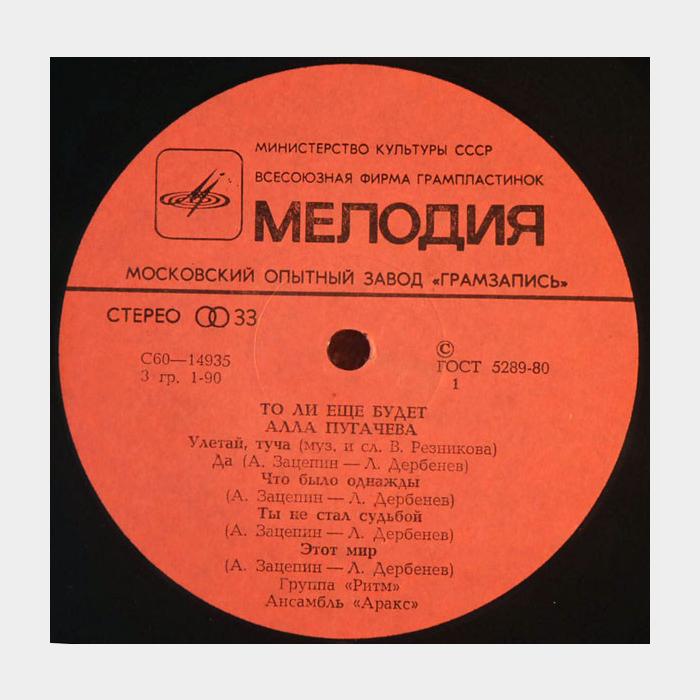 МИНИСТЕРСТВО КУЛЬТУРЫ СССР
ВСЕСОЮЗНАЯ ФИРМА ГРАМПЛАСТИНОК
МЕЛОДИЯ
МОСКОВСКИЙ ОПЫТНЫЙ ЗАВОД «ГРАМЗАПИСЬ»
СТЕРЕО 33
©
С60—14935
ГОСТ 5289-80
3 гр. 1-90
1
ТО ЛИ ЕЩЕ БУДЕТ
АЛЛА ПУГАЧЕВА
Улетай, туча (муз. и сл. В. Резникова)
Да (А. Зацепин — Л. Дербенев)
Что было однажды
(А. Зацепин — Л. Дербенев)
Ты не стал судьбой
(А. Зацепин — Л. Дербенев)
Этот мир
(А. Зацепин — Л. Дербенев)
Группа «Ритм»
Ансамбль «Аракс»